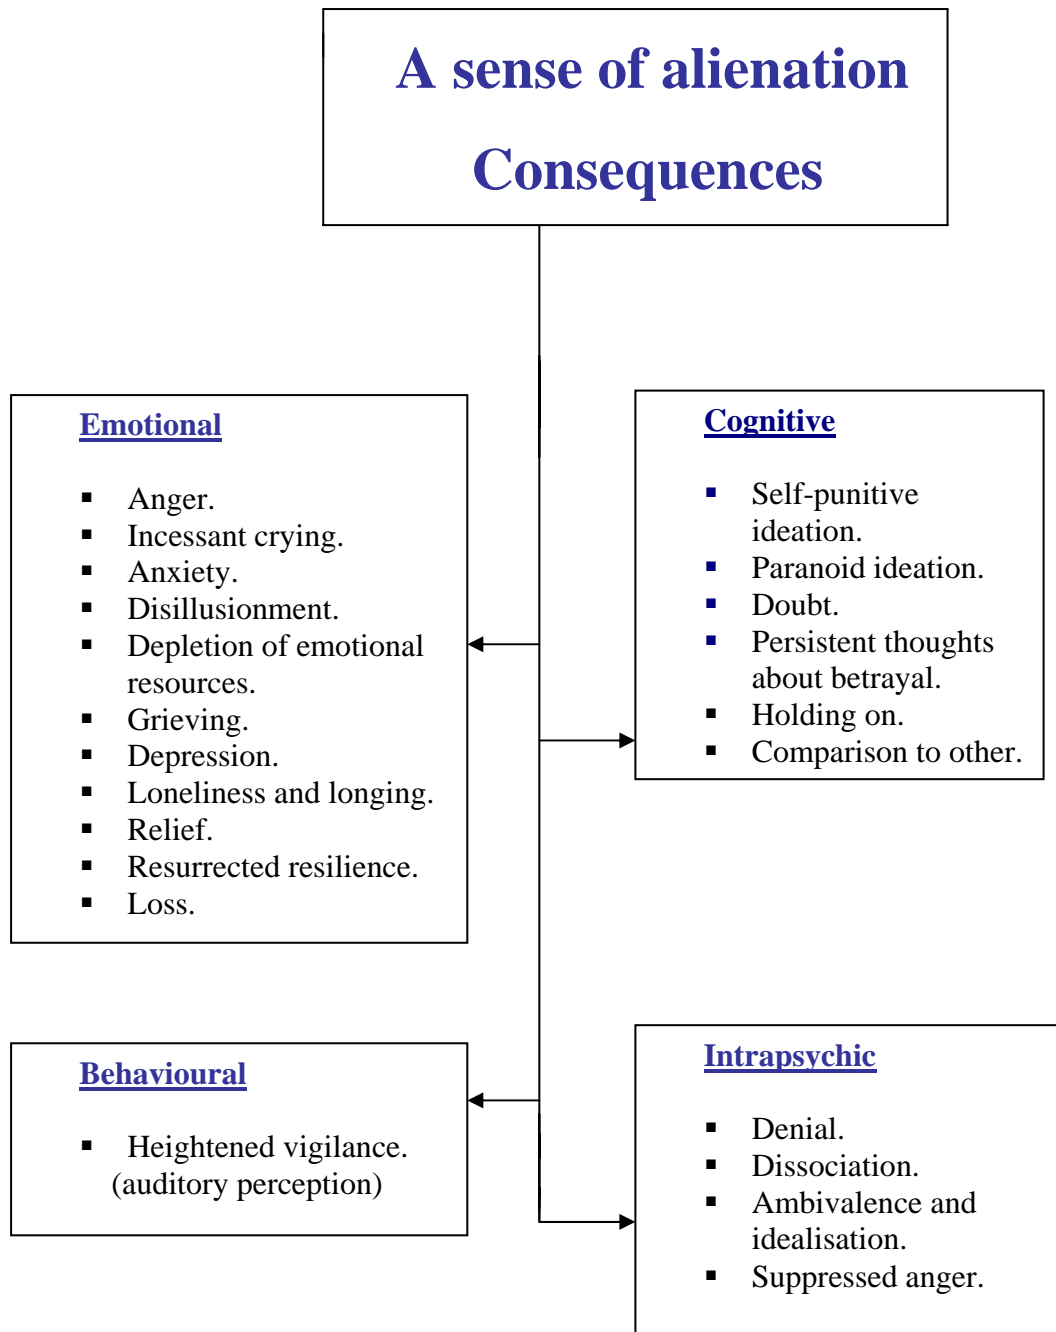 A sense of alienation
Consequences
Emotional
▪ Anger.
▪ Incessant crying.
▪ Anxiety.
▪ Disillusionment.
▪ Depletion of emotional
resources.
▪ Grieving.
▪ Depression.
▪ Loneliness and longing.
▪ Relief.
▪ Resurrected resilience.
▪ Loss.
Cognitive
▪ Self-punitive
ideation.
▪ Paranoid ideation.
▪ Doubt.
▪ Persistent thoughts
about betrayal.
▪ Holding on.
▪ Comparison to other.
Behavioural
▪ Heightened vigilance.
(auditory perception)
Intrapsychic
▪ Denial.
▪ Dissociation.
▪ Ambivalence and
idealisation.
▪ Suppressed anger.